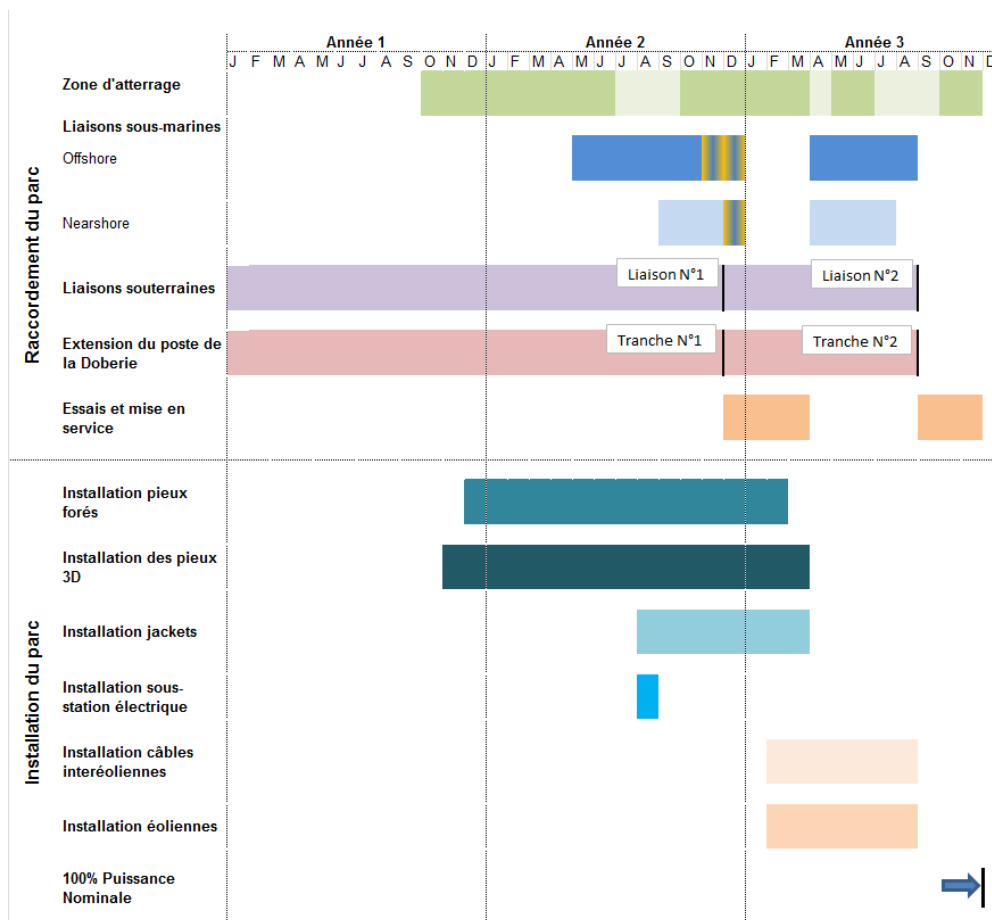 Année 1 Année 2 Année 3
J F M A M J J A S O N D J F M A M J J A S O N D J F M A M J J A S O N D
Raccordement du parc
Zone d'atterrage
Liaisons sous-marines
Offshore
Nearshore
Liaisons souterraines
Liaison N°1
Liaison N°2
Extension du poste de
la Doberie
Tranche N°1
Tranche N°2
Essais et mise en
service
Installation du parc
Installation pieux
forés
Installation des pieux
3D
Installation jackets
Installation sous-
station électrique
Installation câbles
interéoliennes
Installation éoliennes
100% Puissance
Nominale